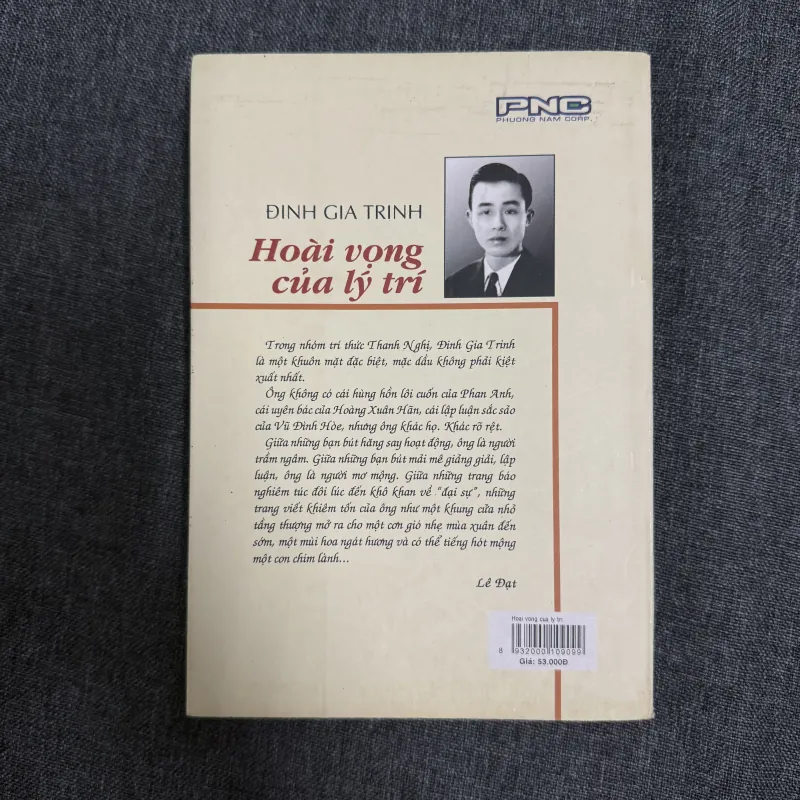 PNC
PHUONG NAM CORP.
ĐINH GIA TRINH
Hoài vọng
của lý trí
Trong nhóm trí thức Thanh Nghị, Đinh Gia Trinh
là một khuôn mặt đặc biệt, mặc dầu không phải kiệt
xuất nhất.
Ông không có cái hùng hồn lôi cuốn của Phan Anh,
cái uyên bác của Hoàng Xuân Hãn, cái lập luận sắc sảo
của Vũ Đình Hòe, nhưng ông khác họ. Khác rõ rệt.
Giữa những bạn bút hăng say hoạt động, ông là người
trầm ngâm. Giữa những bạn bút mải mê giảng giải, lập
luận, ông là người mơ mộng. Giữa những trang báo
nghiêm túc đôi lúc đến khô khan về "đại sự", những
trang viết khiêm tốn của ông như một khung cửa nhỏ
tầng thượng mở ra cho một cơn gió nhẹ mùa xuân đến
sớm, một mùi hoa ngát hương và có thể tiếng hót mộng
một con chim lành...
Lê Đạt
Hoai vong cua ly tri
8 932000 109099
Giá: 53.000Đ